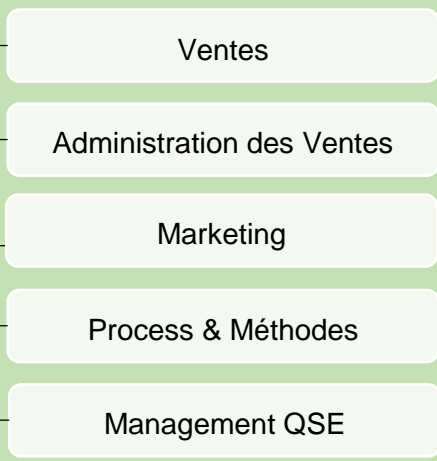 Ventes
Administration des Ventes
Marketing
Process & Méthodes
Management QSE